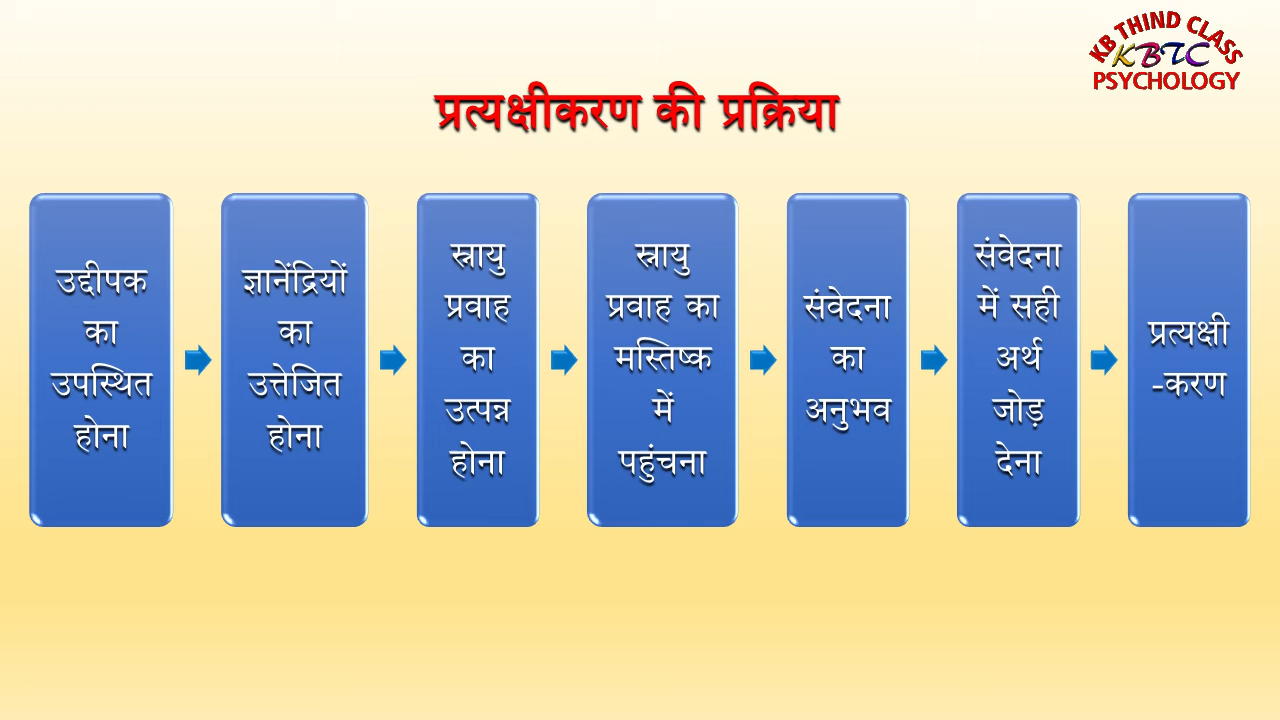 KB THIND CLASS
KBTC
PSYCHOLOGY
प्रत्यक्षीकरण की प्रक्रिया
उद्दीपक
का
उपस्थित
होना
ज्ञानेंद्रियों
का
उत्तेजित
होना
स्नायु
प्रवाह
का
उत्पन्न
होना
स्नायु
प्रवाह का
मस्तिष्क
में
पहुंचना
संवेदना
का
अनुभव
संवेदना
में सही
अर्थ
जोड़
देना
प्रत्यक्षी
-करण